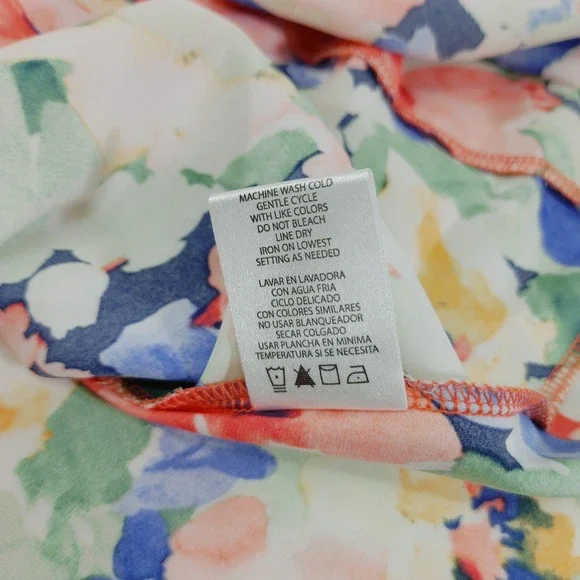 MACHINE WASH COLD
GENTLE CYCLE
WITH LIKE COLORS
DO NOT BLEACH
LINE DRY
IRON ON LOWEST
SETTING AS NEEDED
LAVAR EN LAVADORA
CON AGUA FRIA
CICLO DELICADO
CON COLORES SIMILARES
NO USAR BLANQUEADOR
SECAR COLGADO
USAR PLANCHA EN MINIMA
TEMPERATURA SI SE NECESITA